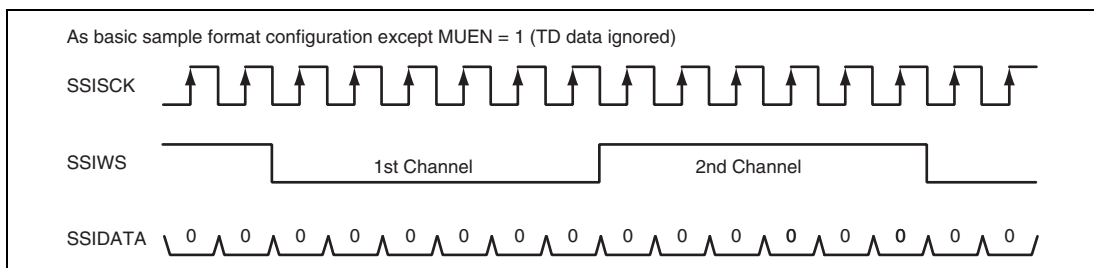 As basic sample format configuration except MUEN = 1 (TD data ignored)
SSISCK
SSIWS 1st Channel 2nd Channel
SSIDATA 0 0 0 0 0 0 0 0 0 0 0 0 0 0 0 0